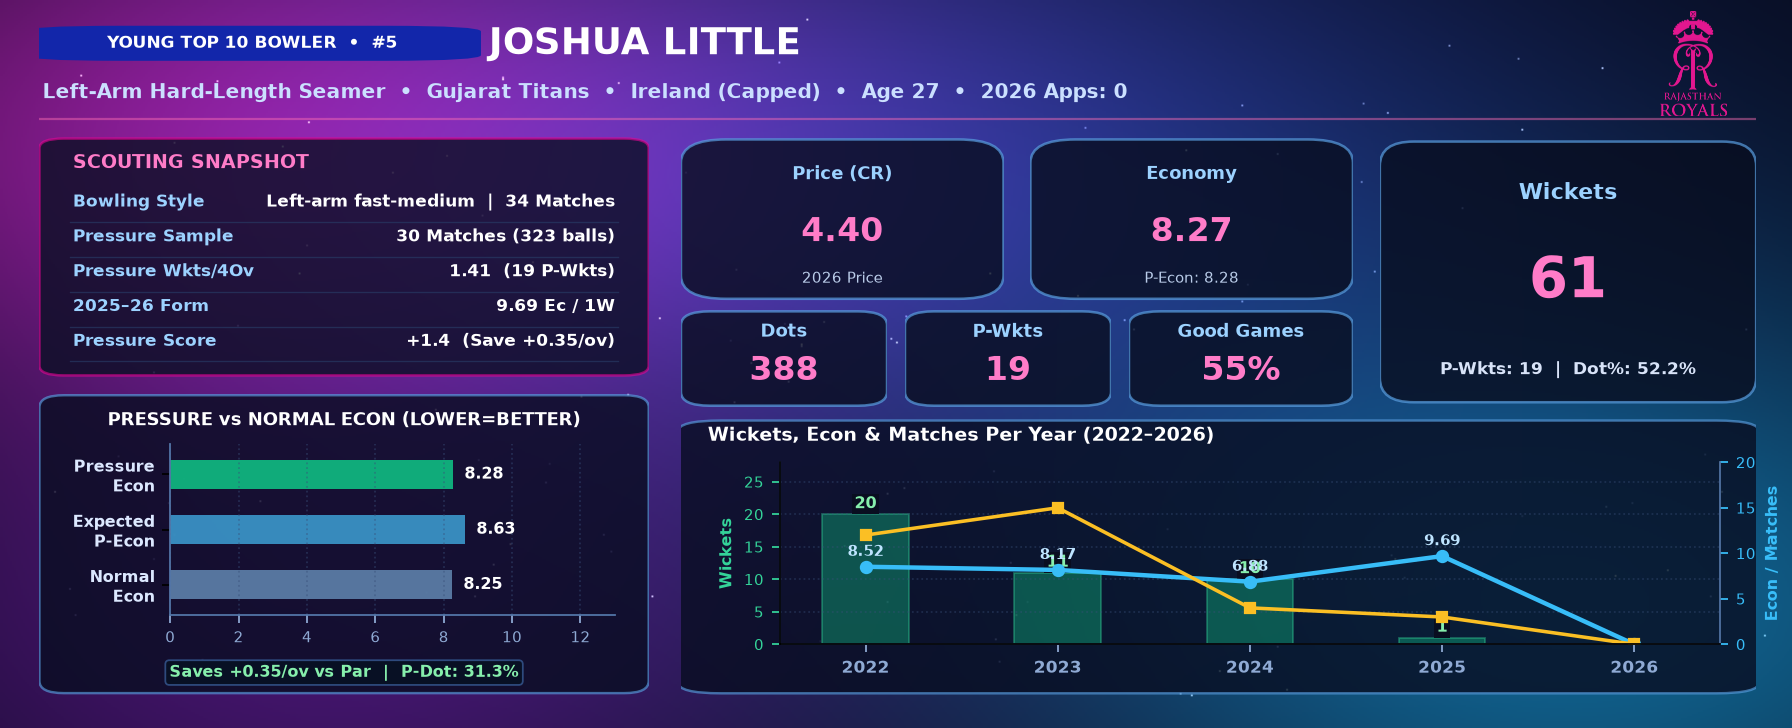 YOUNG TOP 10 BOWLER • #5
JOSHUA LITTLE
Left-Arm Hard-Length Seamer • Gujarat Titans • Ireland (Capped) • Age 27 • 2026 Apps: 0
RAJASTHAN
ROYALS
SCOUTING SNAPSHOT
Bowling Style Left-arm fast-medium | 34 Matches
Pressure Sample 30 Matches (323 balls)
Pressure Wkts/4Ov 1.41 (19 P-Wkts)
2025–26 Form 9.69 Ec / 1W
Pressure Score +1.4 (Save +0.35/ov)
Price (CR)
4.40
2026 Price
Economy
8.27
P-Econ: 8.28
Wickets
61
P-Wkts: 19 | Dot%: 52.2%
Dots
388
P-Wkts
19
Good Games
55%
PRESSURE vs NORMAL ECON (LOWER=BETTER)
Pressure
Econ
8.28
Expected
P-Econ
8.63
Normal
Econ
8.25
0 2 4 6 8 10 12
Saves +0.35/ov vs Par | P-Dot: 31.3%
Wickets, Econ & Matches Per Year (2022–2026)
Wickets
25
20
15
10
5
0
20
8.52
8.17
11
6.88
10
9.69
1
20
15
10
5
0
Econ / Matches
2022 2023 2024 2025 2026